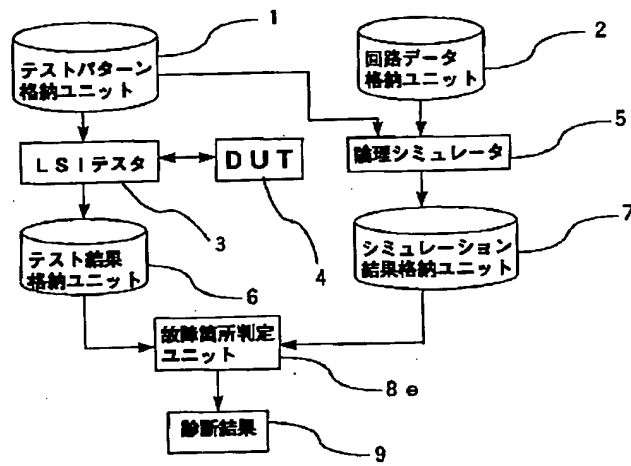 1
2
テストパターン
格納ユニット
回路データ
格納ユニット
5
LSIテスタ
DUT
論理シミュレータ
3
4
7
テスト結果
格納ユニット
シミュレーション
結果格納ユニット
6
故障箇所判定
ユニット
8e
診断結果
9